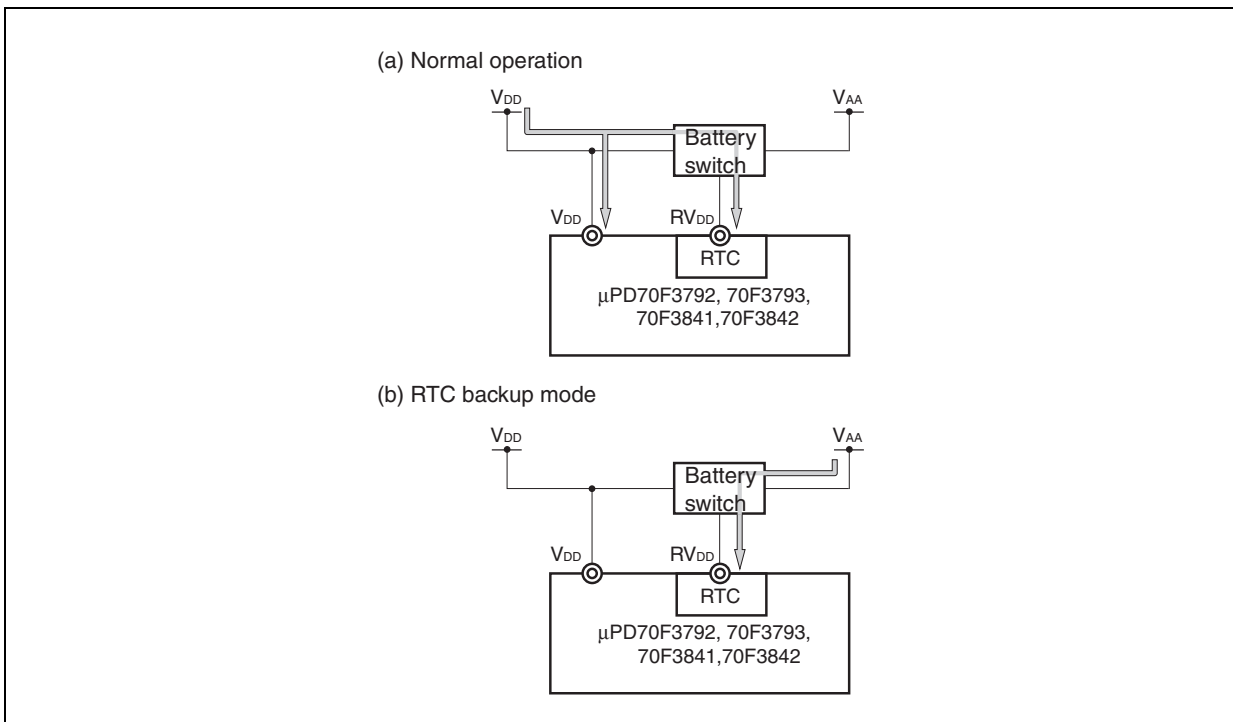 (a) Normal operation
VDD
VAA
Battery
switch
VDD
RVDD
RTC
μPD70F3792, 70F3793,
70F3841,70F3842
(b) RTC backup mode
VDD
VAA
Battery
switch
VDD
RVDD
RTC
μPD70F3792, 70F3793,
70F3841,70F3842